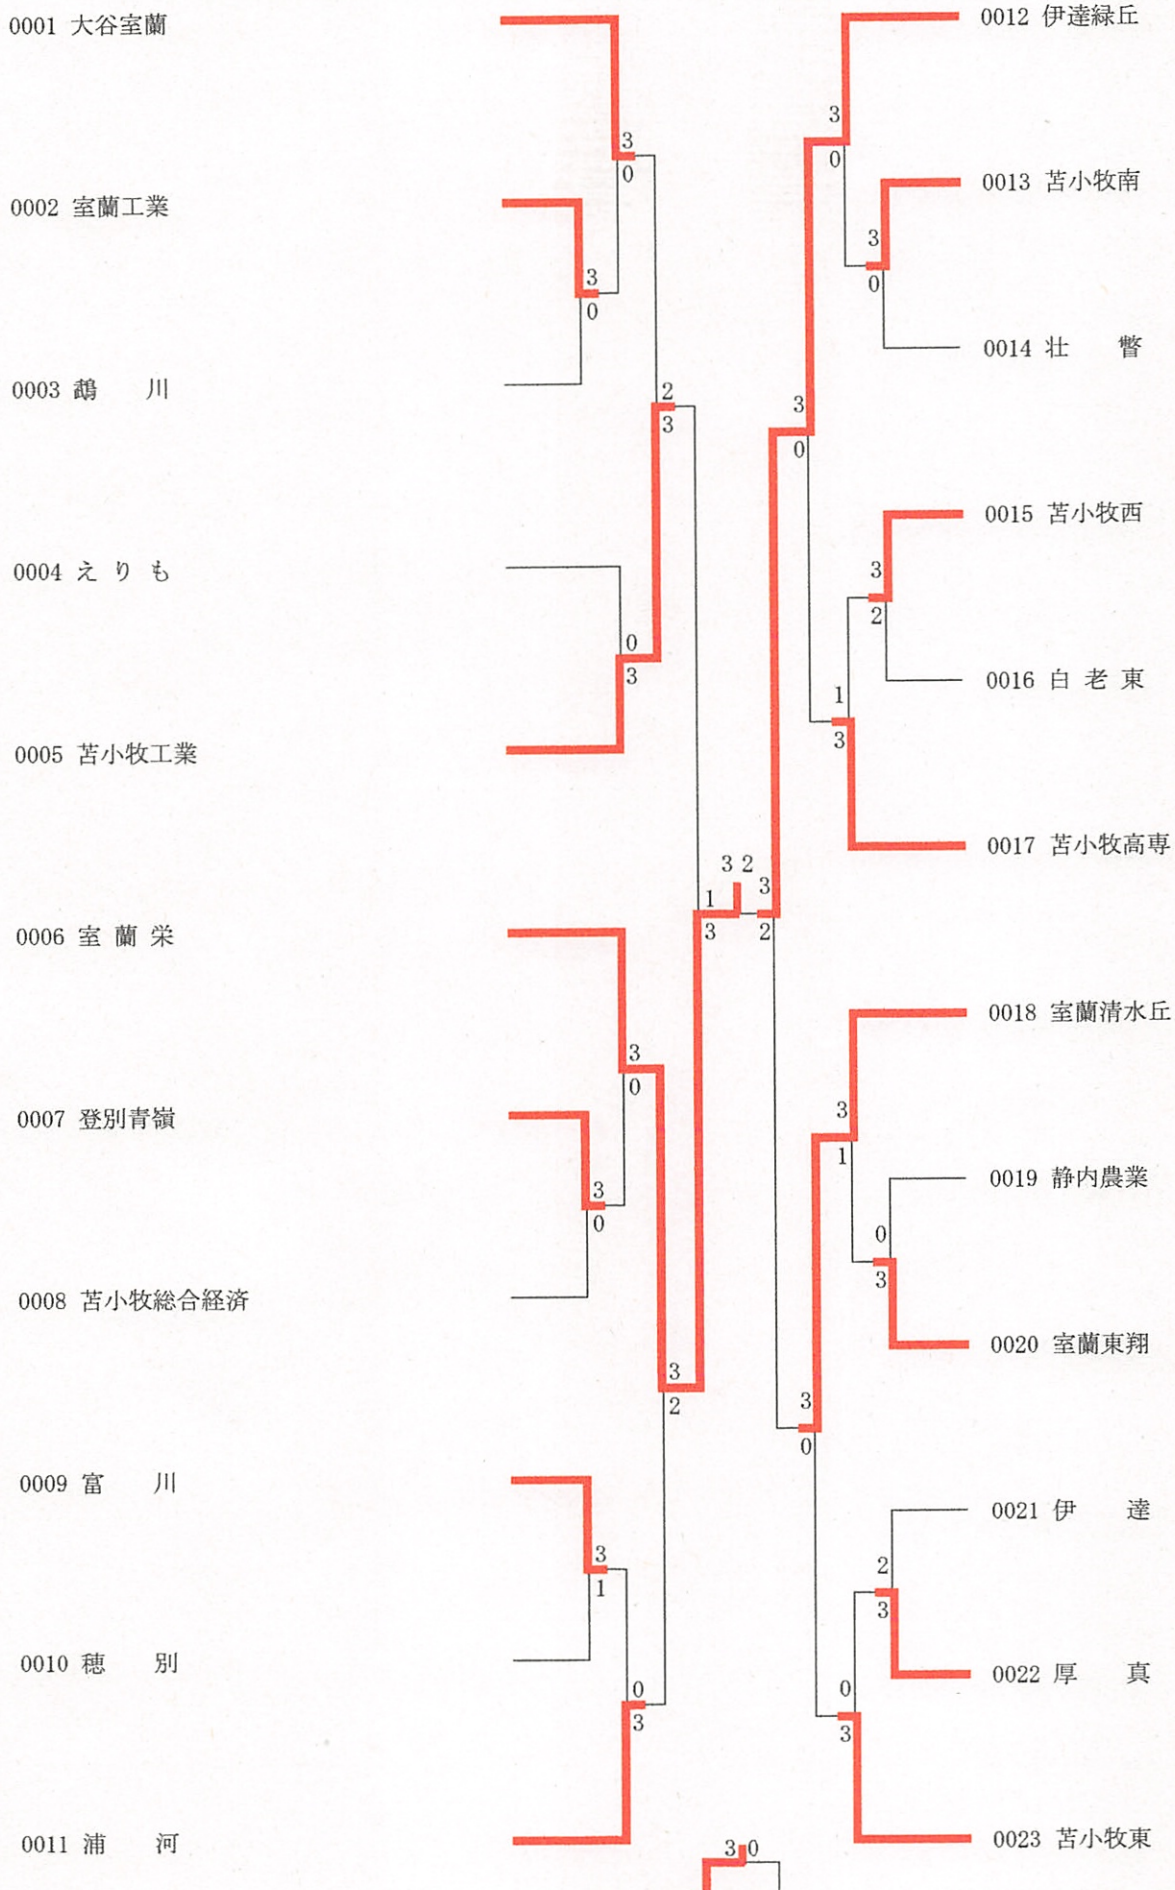 0001 大谷室蘭
0002 室蘭工業
0003 鵡　川
0004 えりも
0005 苫小牧工業
0006 室蘭栄
0007 登別青嶺
0008 苫小牧総合経済
0009 富　川
0010 穂　別
0011 浦　河
3
0
3
0
2
3
0
3
1
3
3
0
3
0
3
2
3
1
0
3
3 2
3 0
0012 伊達緑丘
0013 苫小牧南
0014 壮　瞥
0015 苫小牧西
0016 白老東
0017 苫小牧高専
0018 室蘭清水丘
0019 静内農業
0020 室蘭東翔
0021 伊　達
0022 厚　真
0023 苫小牧東
3
0
3
0
3
0
3
2
1
3
3
2
3
1
0
3
3
0
2
3
0
3